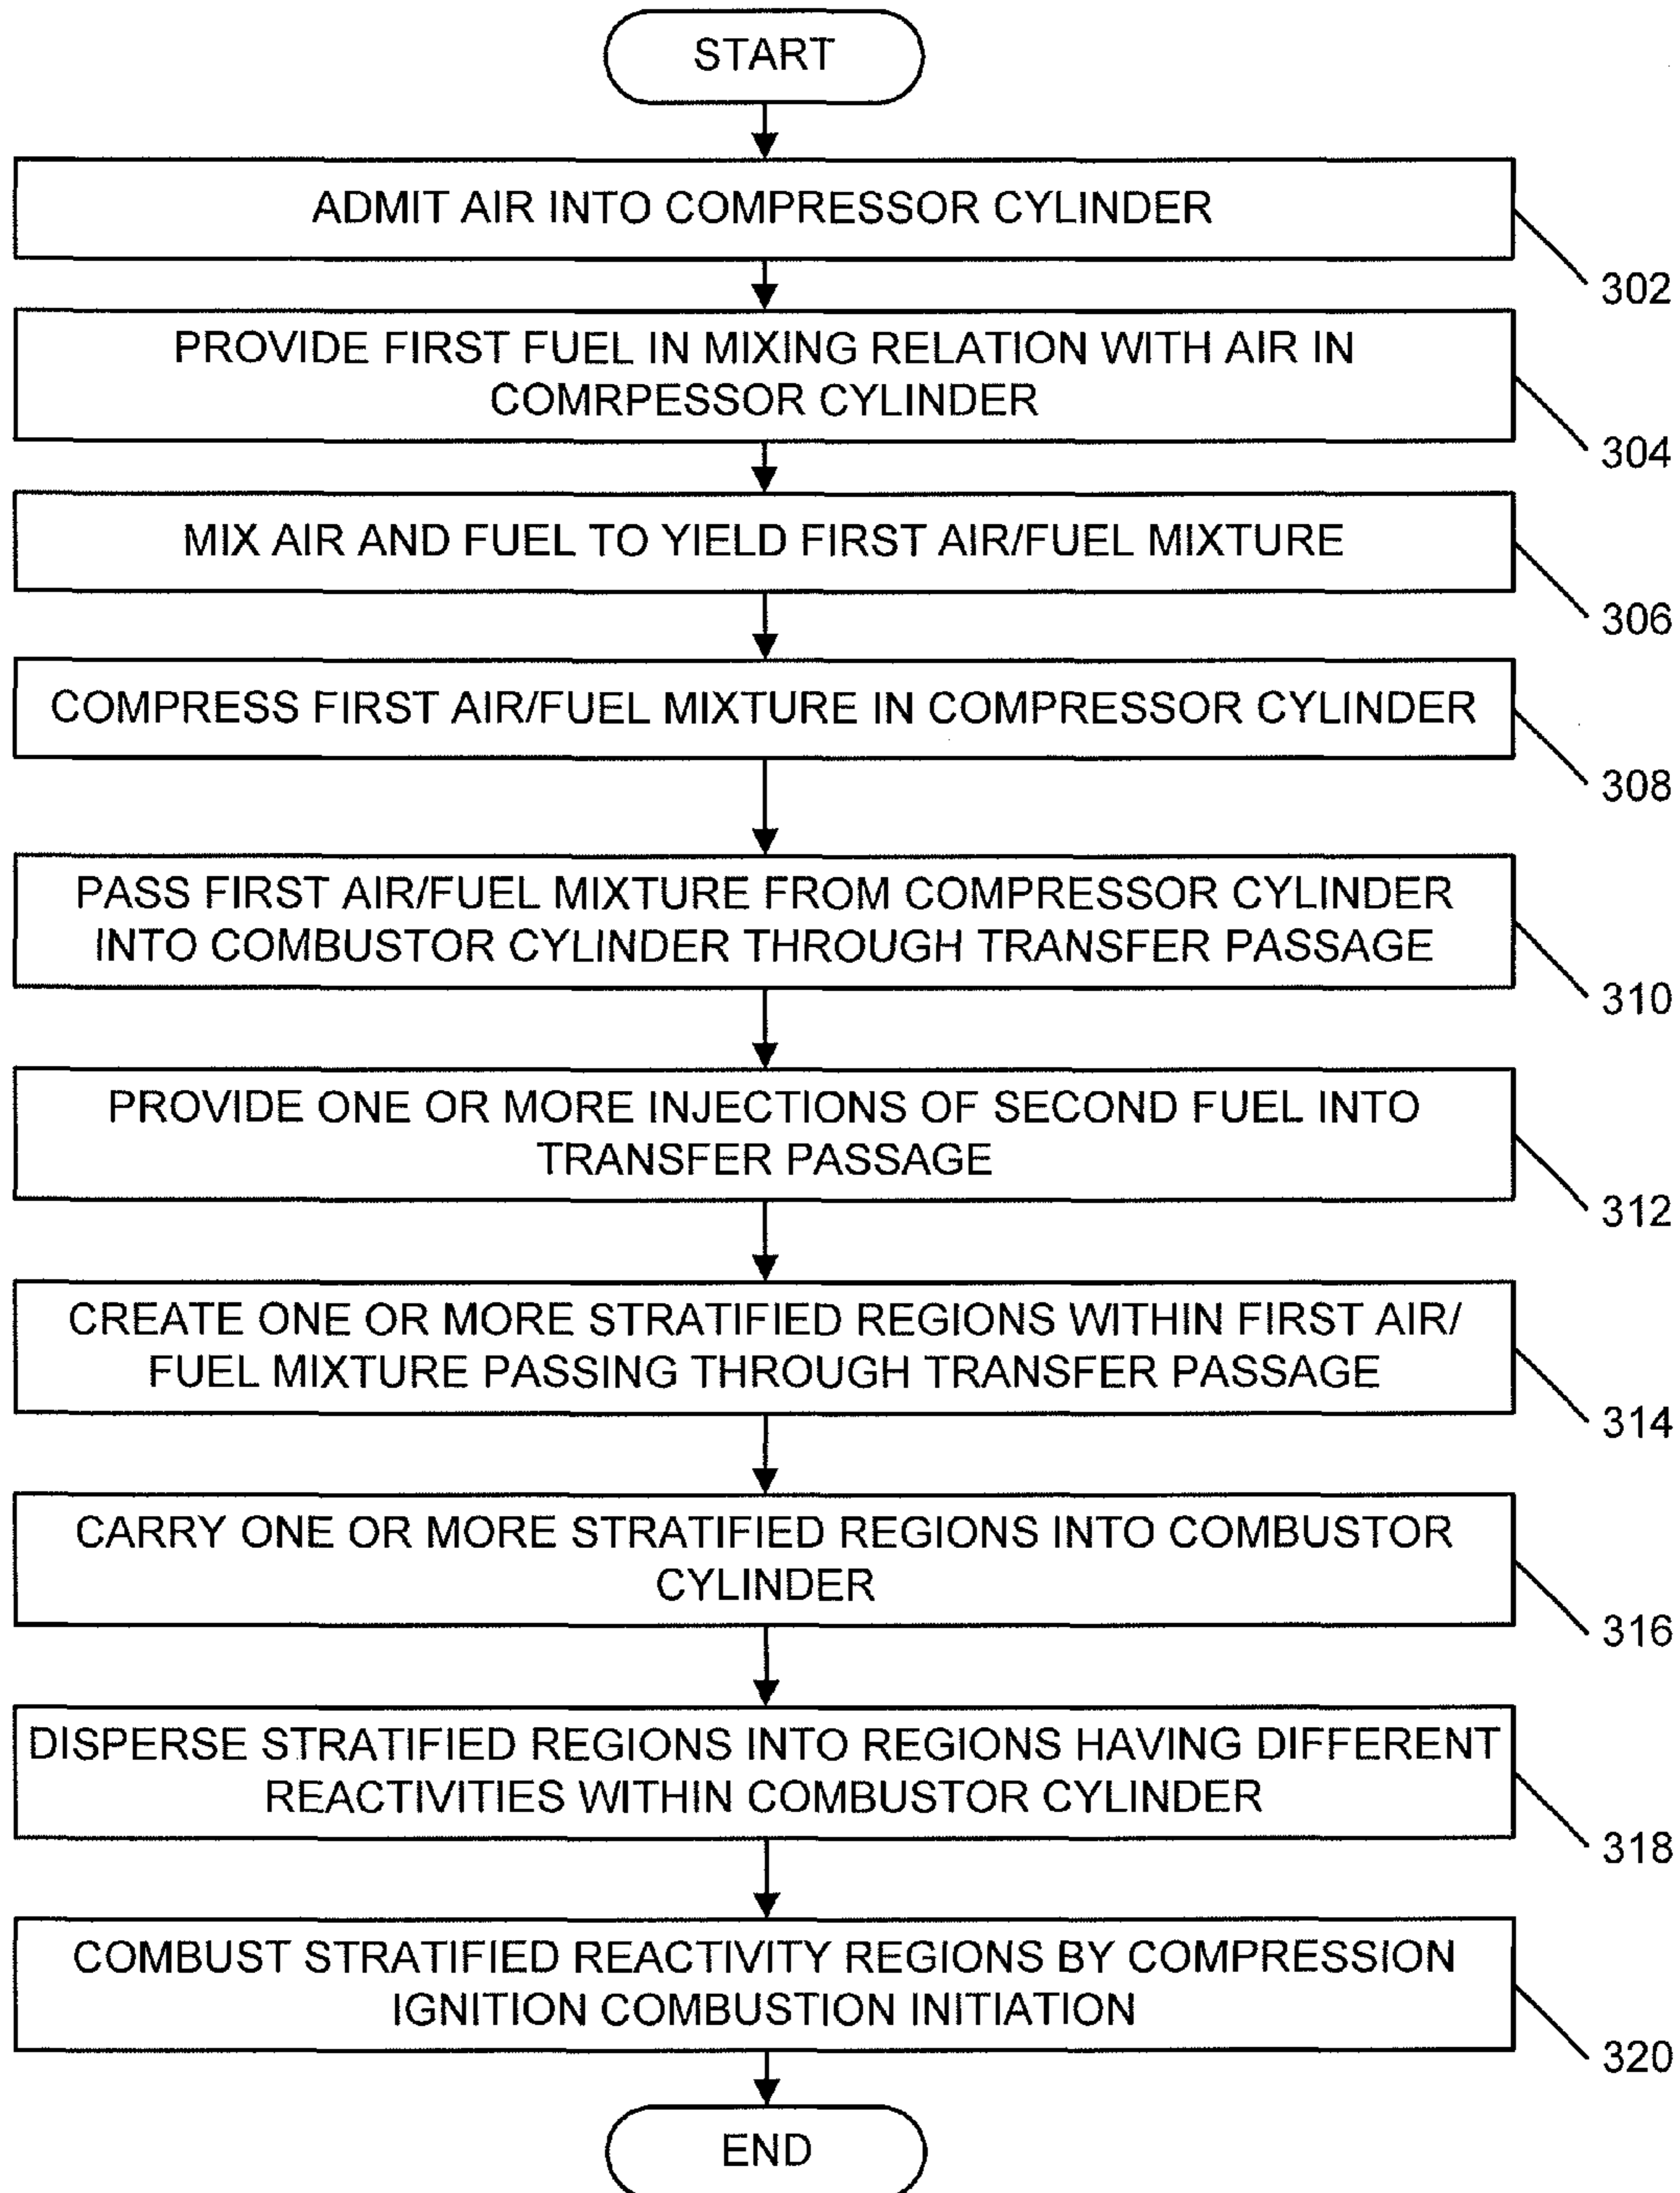 START
ADMIT AIR INTO COMPRESSOR CYLINDER
302
PROVIDE FIRST FUEL IN MIXING RELATION WITH AIR IN
COMRPESSOR CYLINDER
304
MIX AIR AND FUEL TO YIELD FIRST AIR/FUEL MIXTURE
306
COMPRESS FIRST AIR/FUEL MIXTURE IN COMPRESSOR CYLINDER
308
PASS FIRST AIR/FUEL MIXTURE FROM COMPRESSOR CYLINDER
INTO COMBUSTOR CYLINDER THROUGH TRANSFER PASSAGE
310
PROVIDE ONE OR MORE INJECTIONS OF SECOND FUEL INTO
TRANSFER PASSAGE
312
CREATE ONE OR MORE STRATIFIED REGIONS WITHIN FIRST AIR/
FUEL MIXTURE PASSING THROUGH TRANSFER PASSAGE
314
CARRY ONE OR MORE STRATIFIED REGIONS INTO COMBUSTOR
CYLINDER
316
DISPERSE STRATIFIED REGIONS INTO REGIONS HAVING DIFFERENT
REACTIVITIES WITHIN COMBUSTOR CYLINDER
318
COMBUST STRATIFIED REACTIVITY REGIONS BY COMPRESSION
IGNITION COMBUSTION INITIATION
320
END